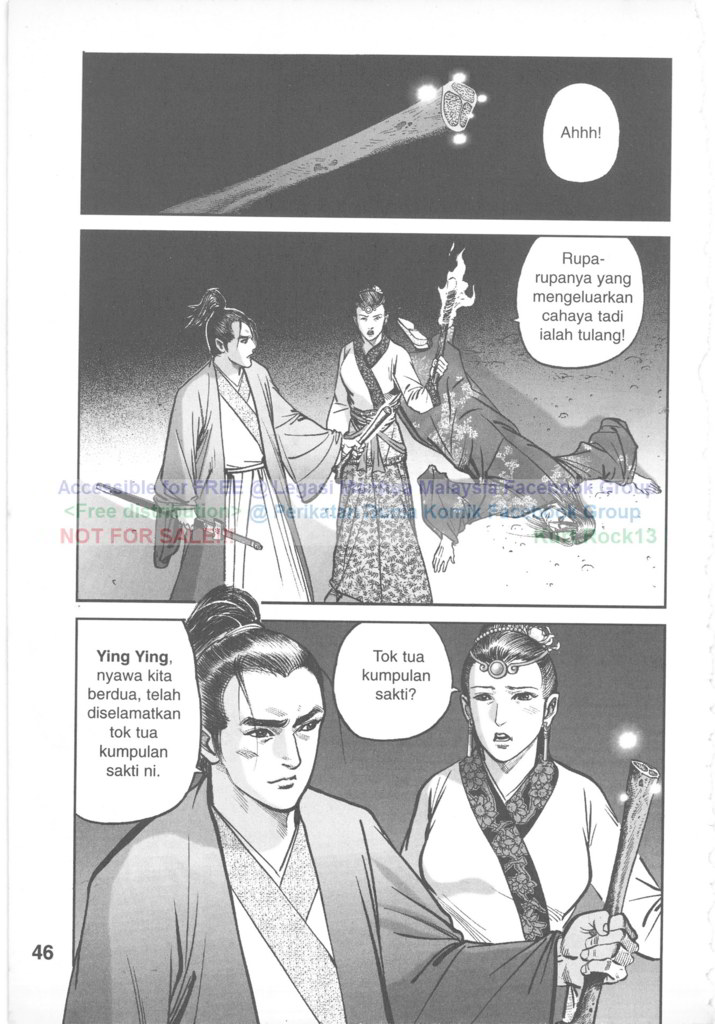 Ahhh!
Rupa-
rupanya yang
mengeluarkan
cahaya tadi
ialah tulang!
Accessible for FREE @ Legasi Manhua Malaysia Facebook Group
<Free distribution> @ Perikatan Dunia Komik Facebook Group
NOT FOR SALE!! Rock13
Ying Ying,
nyawa kita
berdua, telah
diselamatkan
tok tua
kumpulan
sakti ni.
Tok tua
kumpulan
sakti?
46